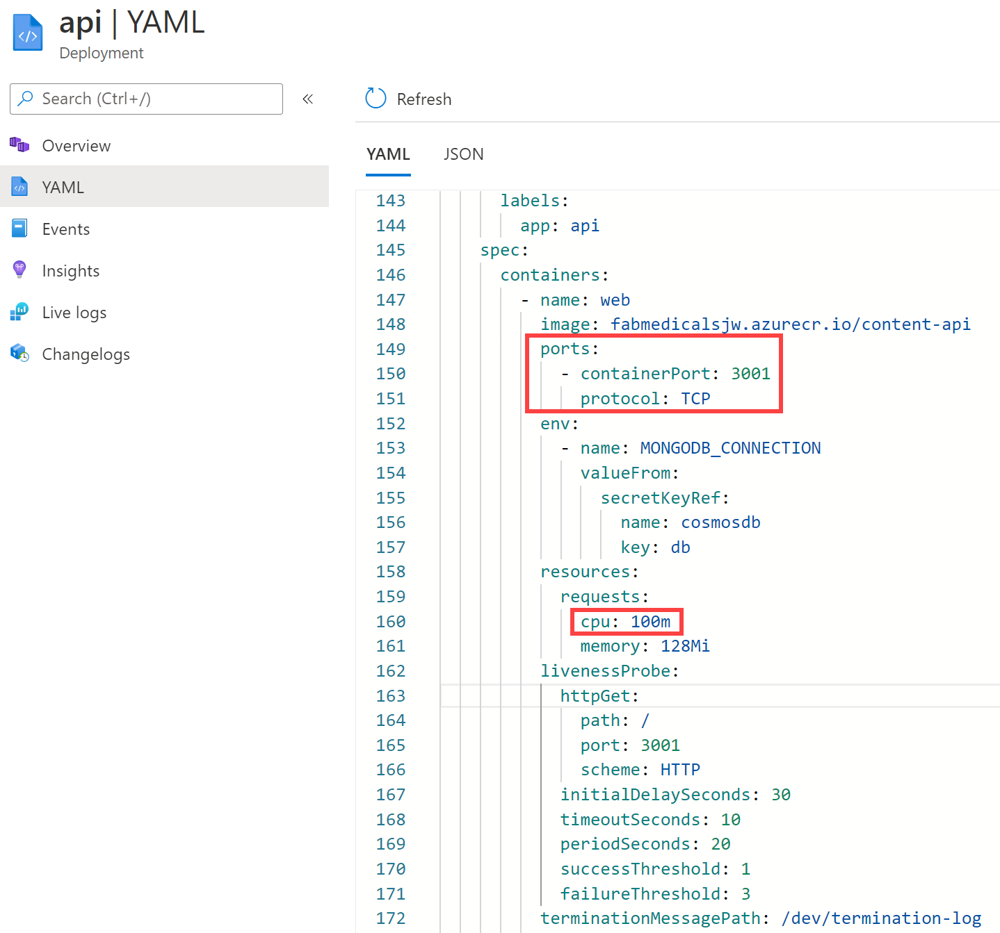 api | YAML
Deployment
Search (Ctrl+/)
«
Refresh
Overview
YAML
Events
Insights
Live logs
Changelogs
YAML JSON
143 labels:
144 app: api
145 spec:
146 containers:
147 - name: web
148 image: fabmedicalsjw.azurecr.io/content-api
149 ports:
150 - containerPort: 3001
151 protocol: TCP
152 env:
153 - name: MONGODB_CONNECTION
154 valueFrom:
155 secretKeyRef:
156 name: cosmosdb
157 key: db
158 resources:
159 requests:
160 cpu: 100m
161 memory: 128Mi
162 livenessProbe:
163 httpGet:
164 path: /
165 port: 3001
166 scheme: HTTP
167 initialDelaySeconds: 30
168 timeoutSeconds: 10
169 periodSeconds: 20
170 successThreshold: 1
171 failureThreshold: 3
172 terminationMessagePath: /dev/termination-log